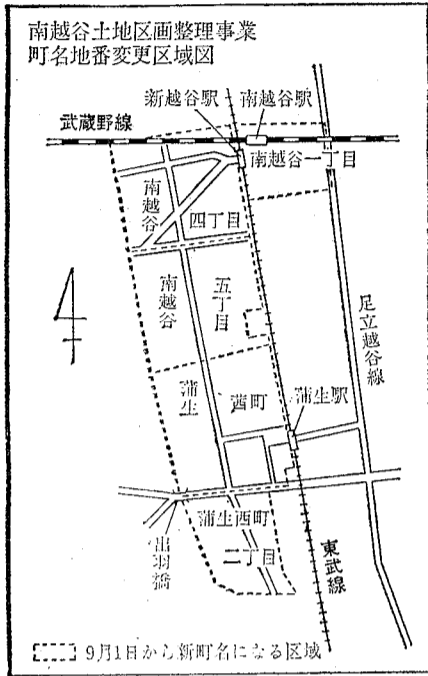 南越谷土地区画整理事業
町名地番変更区域図
新越谷駅
南越谷駅
武蔵野線
南越谷一丁目
南越谷
四丁目
南越谷
五丁目
足立越谷線
蒲生
茜町
蒲生駅
蒲生西町
二丁目
出羽橋
東武線
9月1日から新町名になる区域